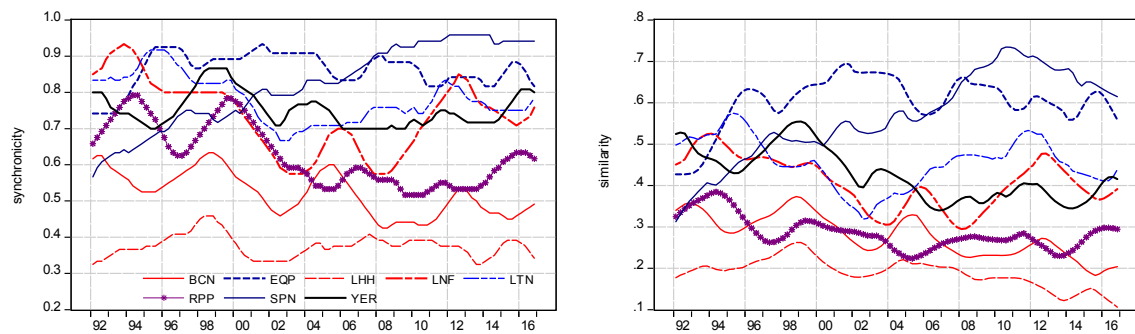 1.0
0.9
0.8
0.7
0.6
0.5
0.4
0.3
0.2
synchronicity
BCN EQP LHH LNF LTN
RPP SPN YER
92 94 96 98 00 02 04 06 08 10 12 14 16
.8
.7
.6
.5
.4
.3
.2
.1
similarity
92 94 96 98 00 02 04 06 08 10 12 14 16